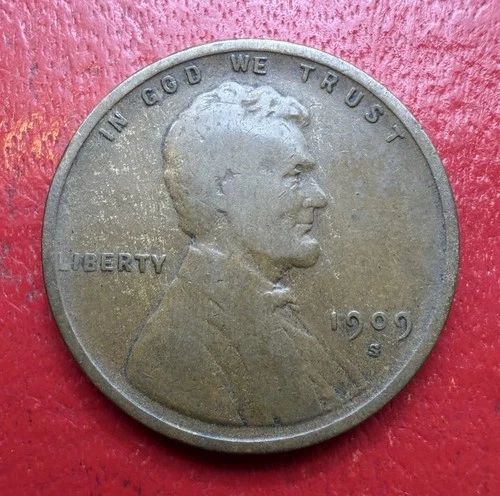 IN GOD WE TRUST
LIBERTY
1909
S